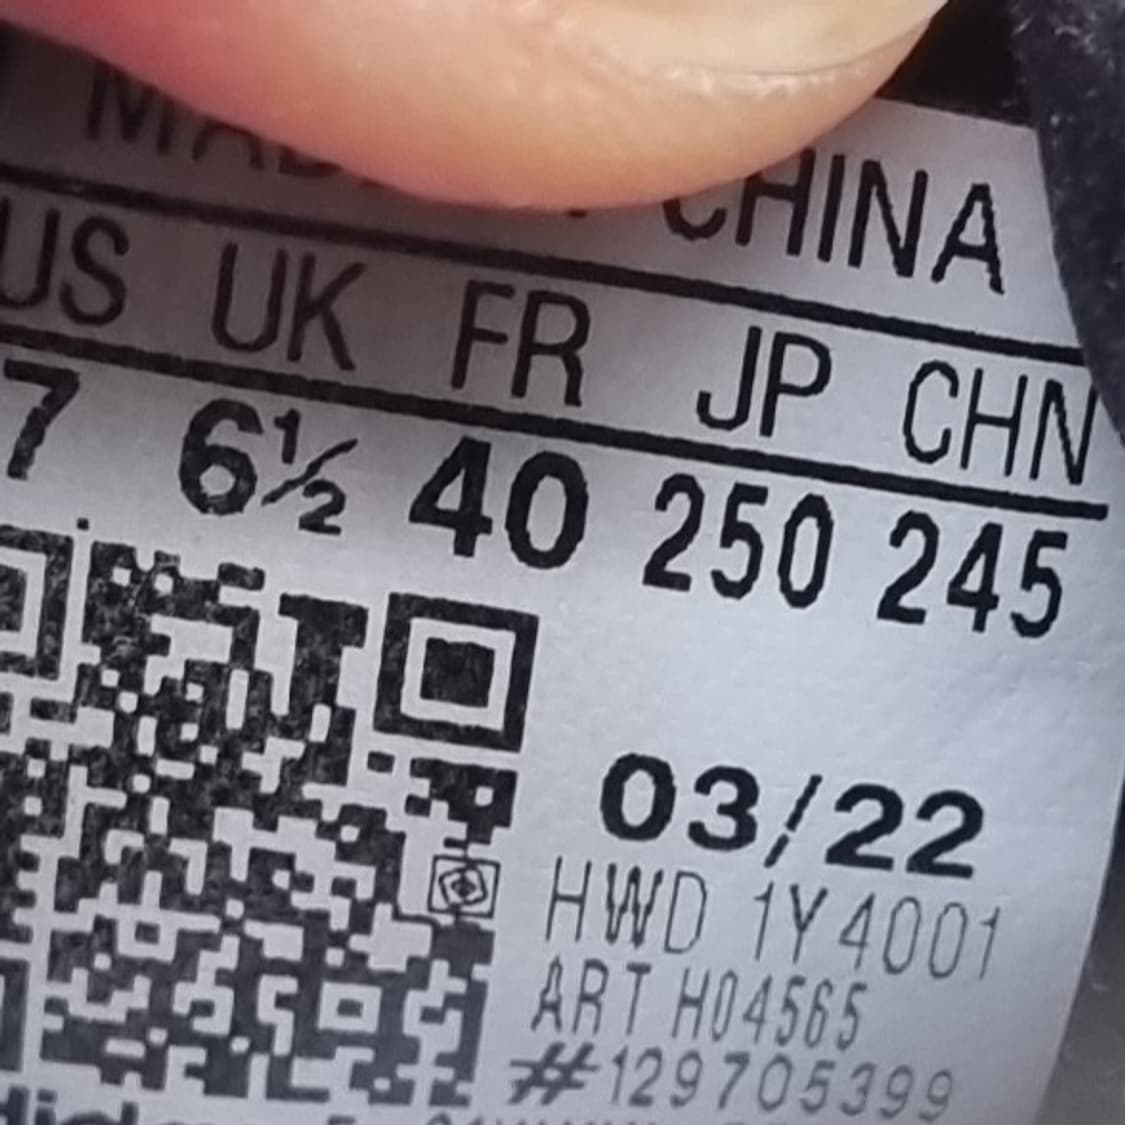 CHINA
US UK FR JP CHN
7 6½ 40 250 245
03/22
HWD 1Y4001
ART H04565
#129705399